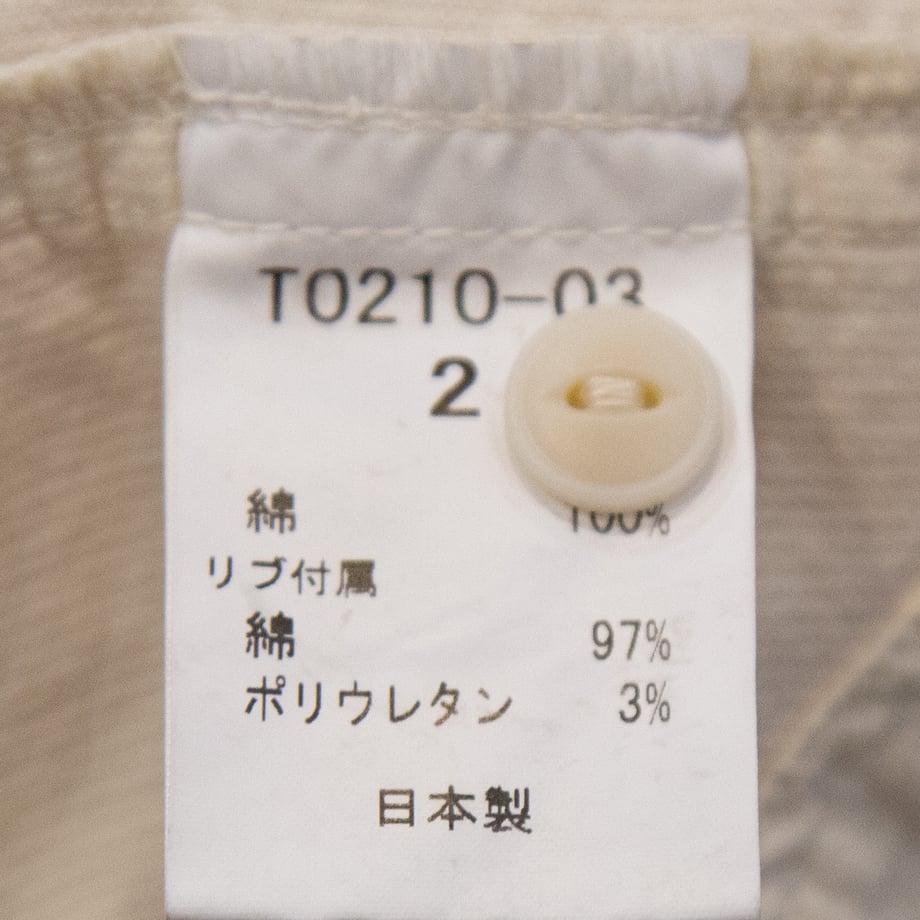 T0210-03
2
綿 100%
リブ付属
綿 97%
ポリウレタン 3%
日本製